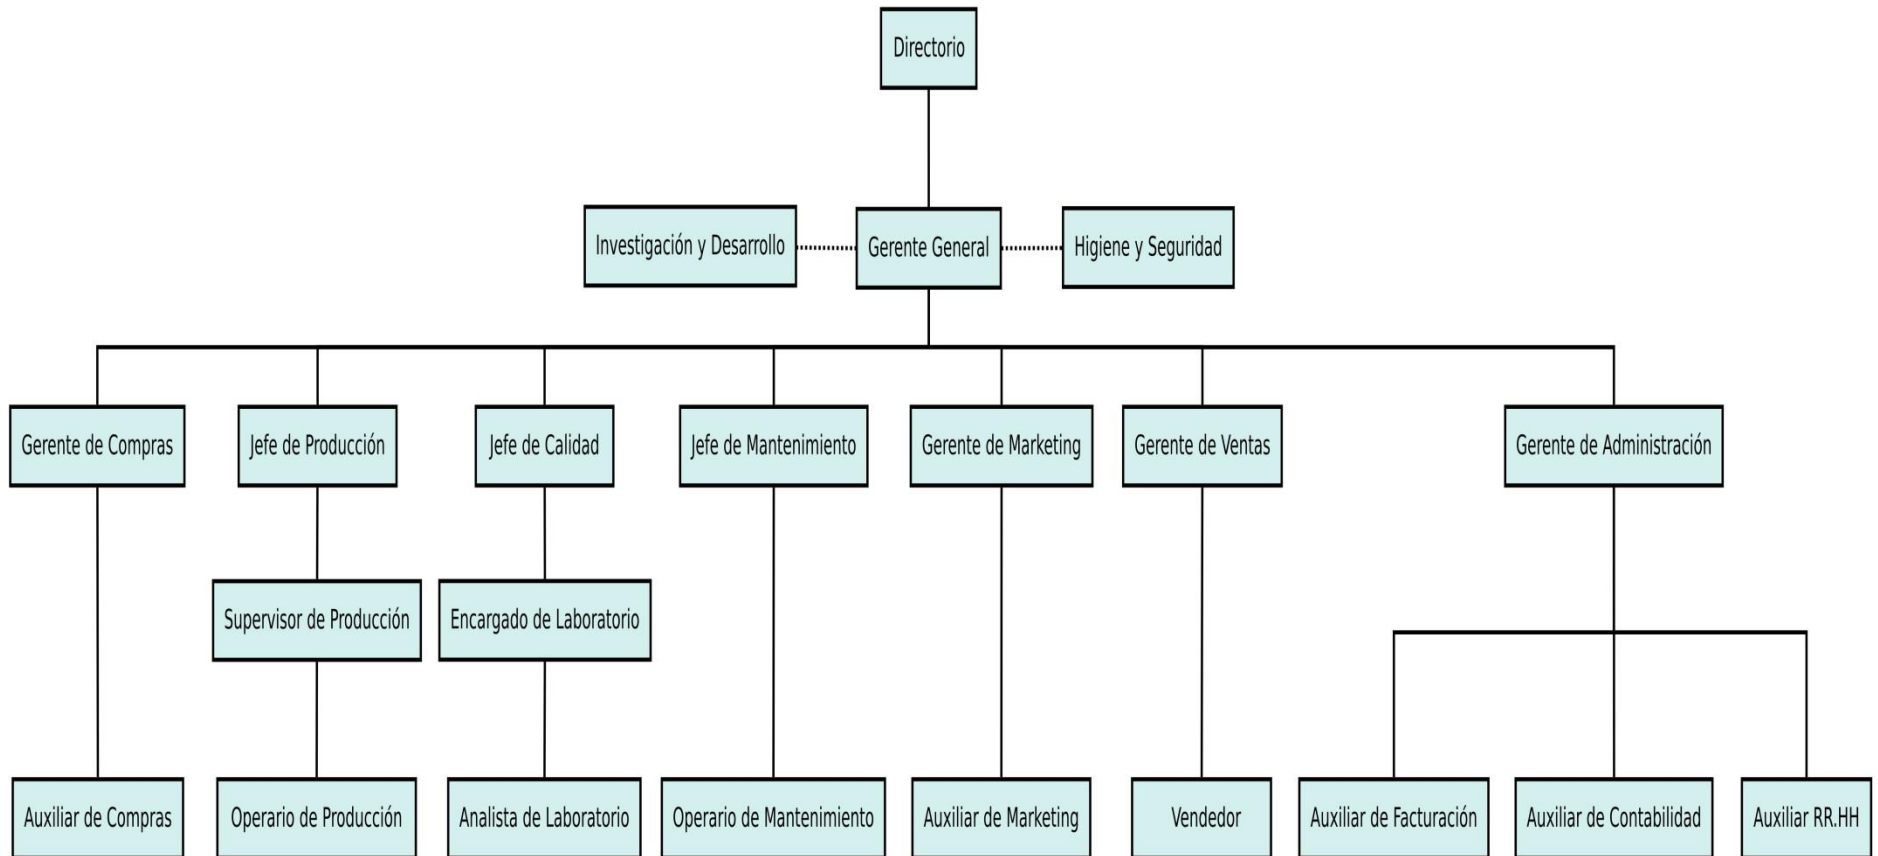 Directorio
Investigación y Desarrollo
Gerente General
Higiene y Seguridad
Gerente de Compras
Jefe de Producción
Jefe de Calidad
Jefe de Mantenimiento
Gerente de Marketing
Gerente de Ventas
Gerente de Administración
Supervisor de Producción
Encargado de Laboratorio
Auxiliar de Compras
Operario de Producción
Analista de Laboratorio
Operario de Mantenimiento
Auxiliar de Marketing
Vendedor
Auxiliar de Facturación
Auxiliar de Contabilidad
Auxiliar RR.HH